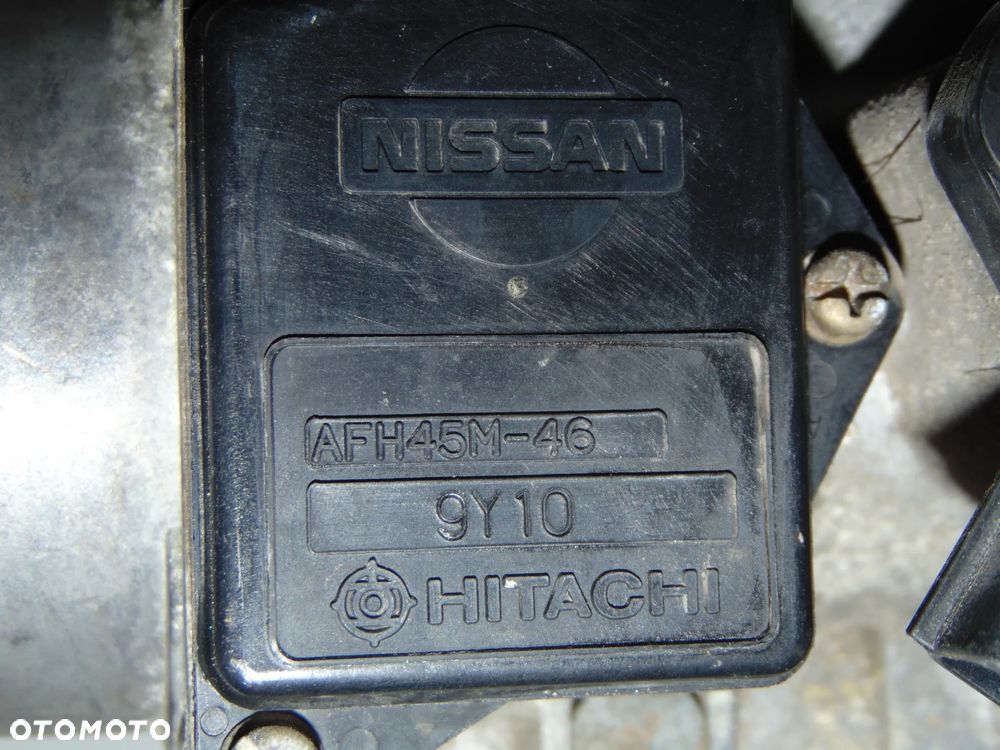 NISSAN
AFH45M-46
9Y10
HITACHI
OTOMOTO